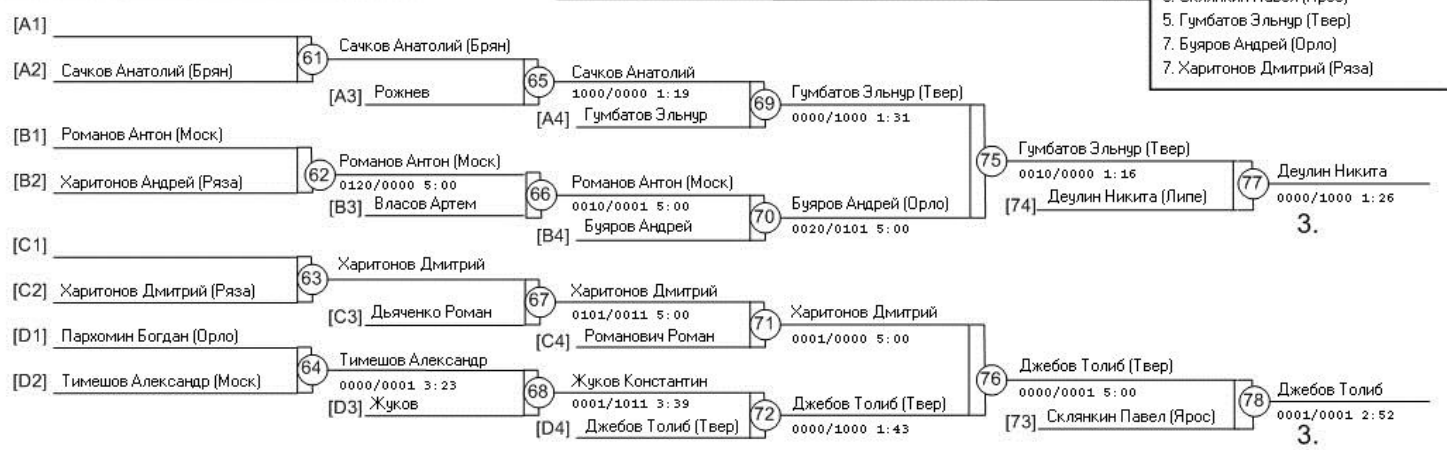 5. Гумбатов Эльнур (Твер)
7. Буяров Андрей (Орло)
7. Харитонов Дмитрий (Ряза)
[A1]
61
Сачков Анатолий (Брян)
[A2] Сачков Анатолий (Брян)
65
Сачков Анатолий
1000/0000 1:19
[A3] Рожнев
69
Гумбатов Эльнур (Твер)
0000/1000 1:31
[A4] Гумбатов Эльнур
[B1] Романов Антон (Моск)
62
Романов Антон (Моск)
0120/0000 5:00
[B2] Харитонов Андрей (Ряза)
66
Романов Антон (Моск)
0010/0001 5:00
[B3] Власов Артем
70
Буяров Андрей (Орло)
0020/0101 5:00
[B4] Буяров Андрей
75
Гумбатов Эльнур (Твер)
0010/0000 1:16
[74] Деулин Никита (Липе)
77
Деулин Никита
0000/1000 1:26
3.
[C1]
63
Харитонов Дмитрий
[C2] Харитонов Дмитрий (Ряза)
67
Харитонов Дмитрий
0101/0011 5:00
[C3] Дьяченко Роман
71
Харитонов Дмитрий
0001/0000 5:00
[C4] Романович Роман
[D1] Пархомин Богдан (Орло)
64
Тимешов Александр
0000/0001 3:23
[D2] Тимешов Александр (Моск)
68
Жуков Константин
0001/1011 3:39
[D3] Жуков
72
Джебов Толиб (Твер)
0000/1000 1:43
[D4] Джебов Толиб (Твер)
76
Джебов Толиб (Твер)
0000/0001 5:00
[73] Склянкин Павел (Ярос)
78
Джебов Толиб
0001/0001 2:52
3.